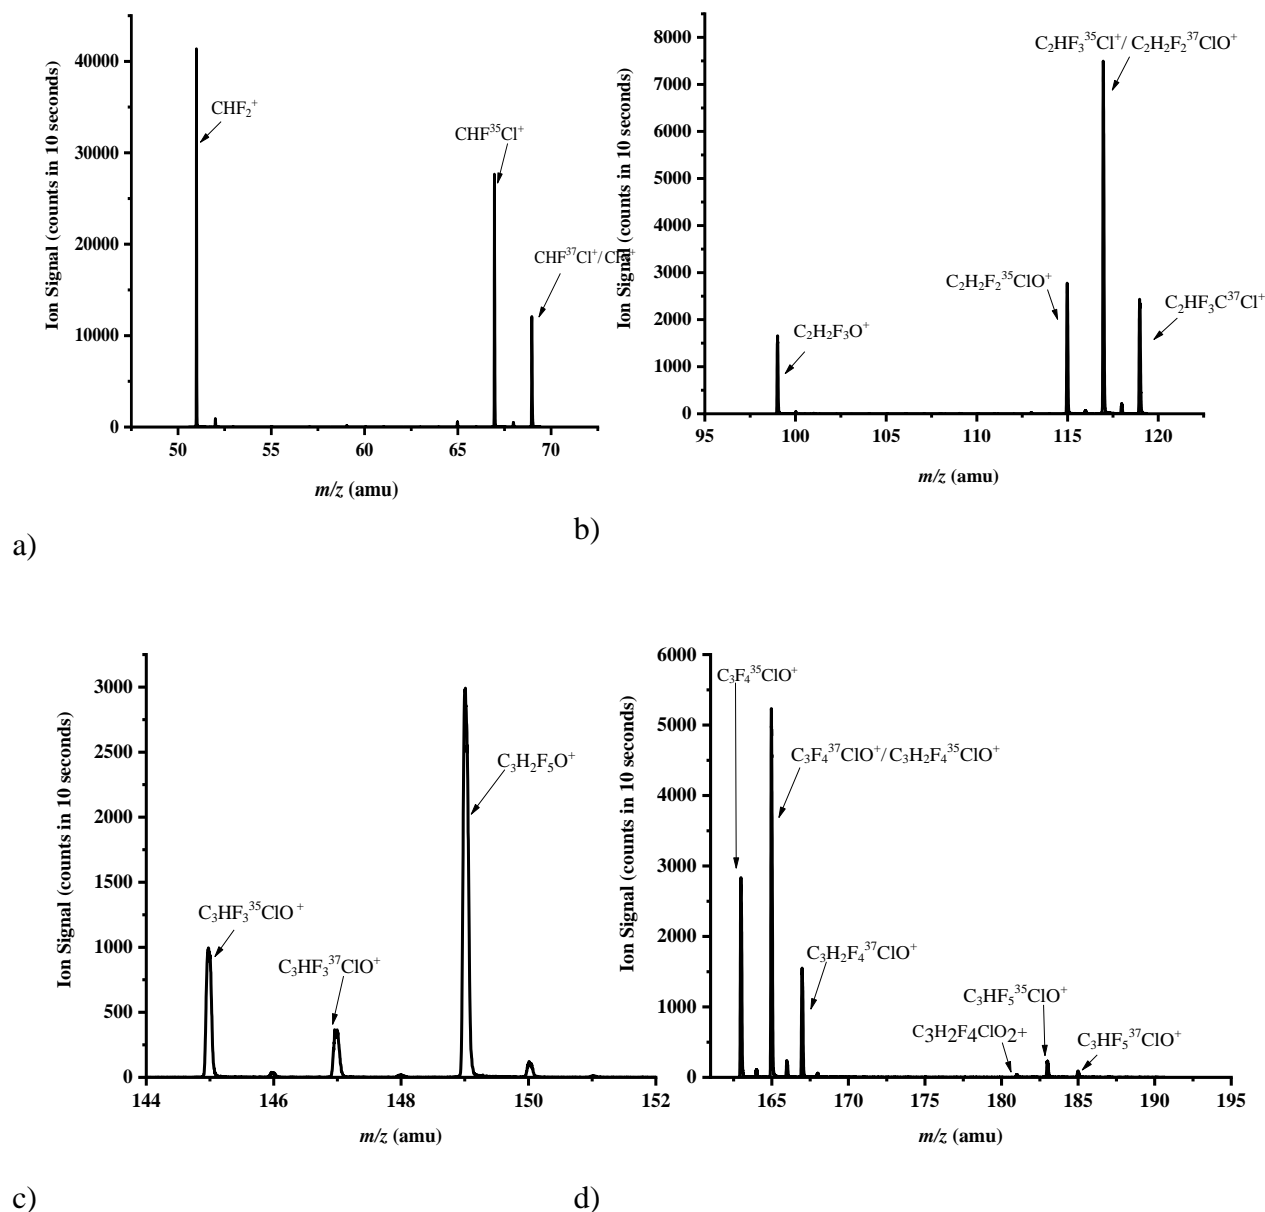 Ion Signal (counts in 10 seconds)
40000
30000
20000
10000
0
CHF₂⁺
CHF³⁵Cl⁺
CHF³⁷Cl⁺/
50 55 60 65 70
m/z (amu)
a)
Ion Signal (counts in 10 seconds)
8000
7000
6000
5000
4000
3000
2000
1000
0
C₂HF₃³⁵Cl⁺/ C₂H₂F₂³⁷ClO⁺
C₂H₂F₂³⁵ClO⁺
C₂HF₃C³⁷Cl⁺
C₂H₂F₃O⁺
95 100 105 110 115 120
m/z (amu)
b)
Ion Signal (counts in 10 seconds)
3000
2500
2000
1500
1000
500
0
C₃H₂F₅O⁺
C₃HF₃³⁵ClO⁺
C₃HF₃³⁷ClO⁺
144 146 148 150 152
m/z (amu)
c)
Ion Signal (counts in 10 seconds)
6000
5000
4000
3000
2000
1000
0
C₃F₄³⁵ClO⁺
C₃F₄³⁷ClO⁺/C₃H₂F₄³⁵ClO⁺
C₃H₂F₄³⁷ClO⁺
C₃HF₅³⁵ClO⁺
C3H2F4ClO2+
C₃HF₅³⁷ClO⁺
165 170 175 180 185 190 195
m/z (amu)
d)